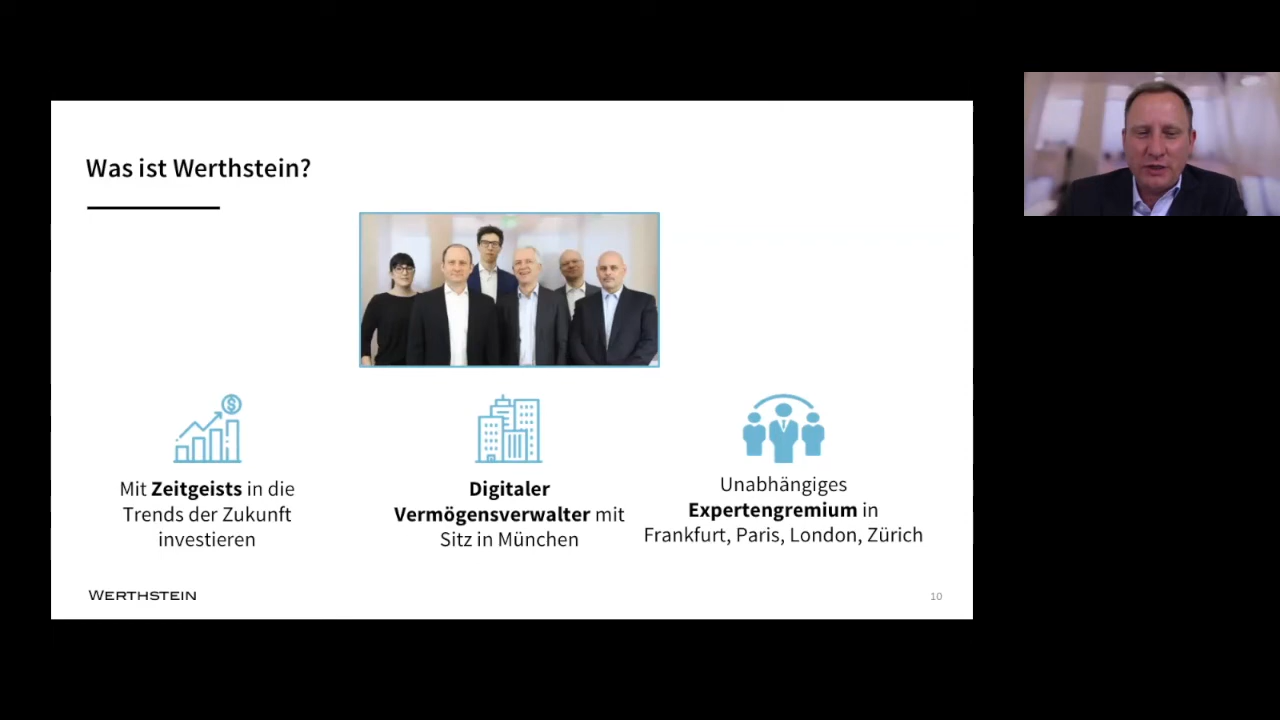 Was ist Werthstein?
Mit Zeitgeists in die
Trends der Zukunft
investieren
Digitaler
Vermögensverwalter mit
Sitz in München
Unabhängiges
Expertengremium in
Frankfurt, Paris, London, Zürich
WERTHSTEIN
10